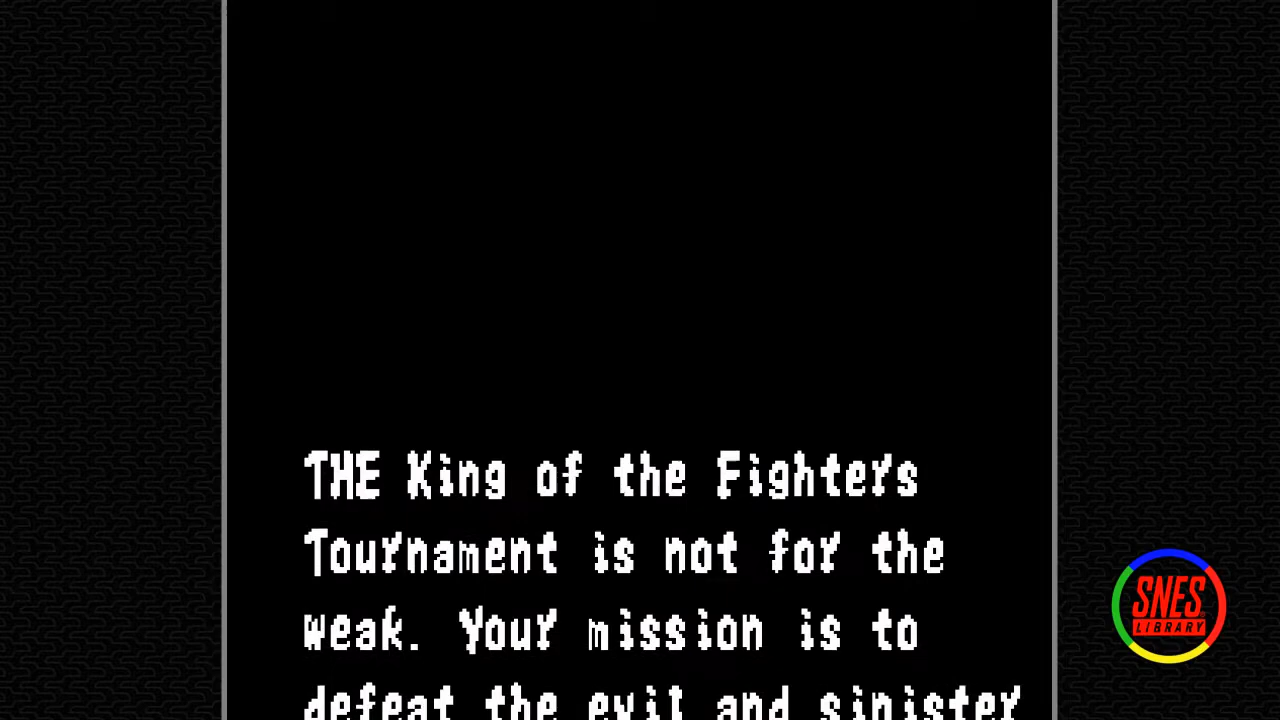 THE King of the Fighters
Tournament is not for the
weak. Your mission is to
defeat the evil and sinister
SNES
LIBRARY